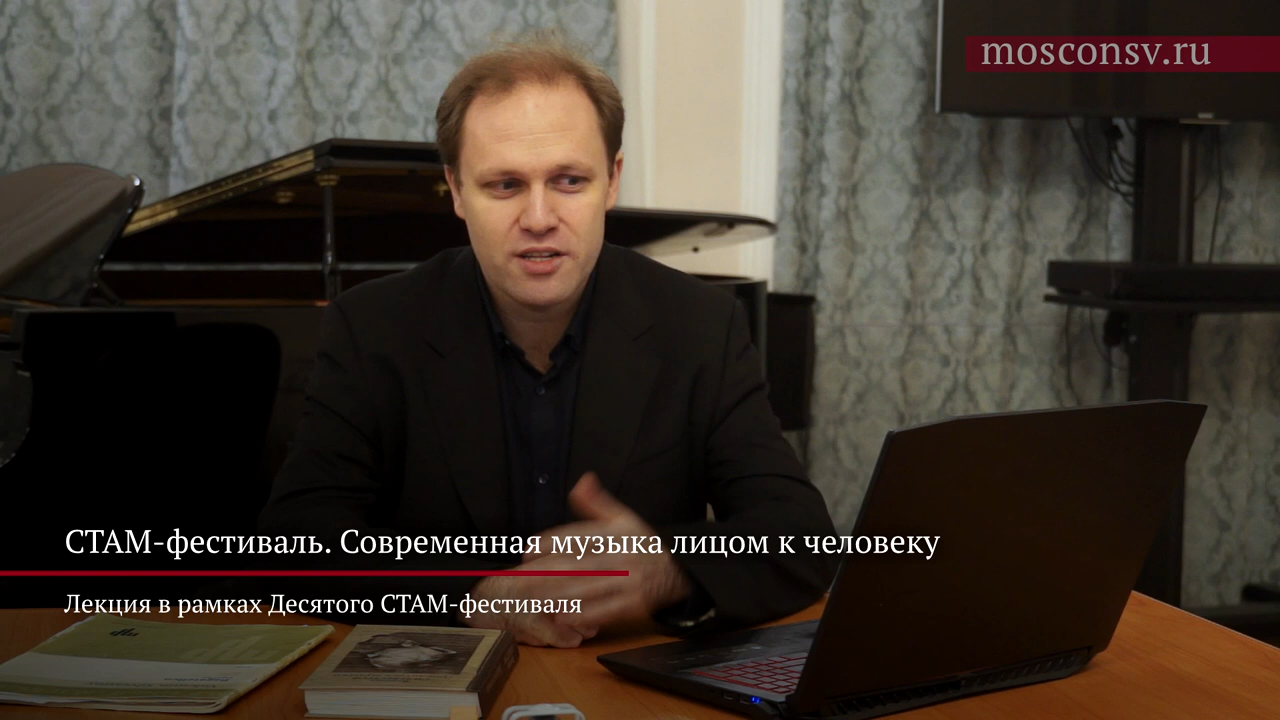 mosconsv.ru
СТАМ-фестиваль. Современная музыка лицом к человеку
Лекция в рамках Десятого СТАМ-фестиваля